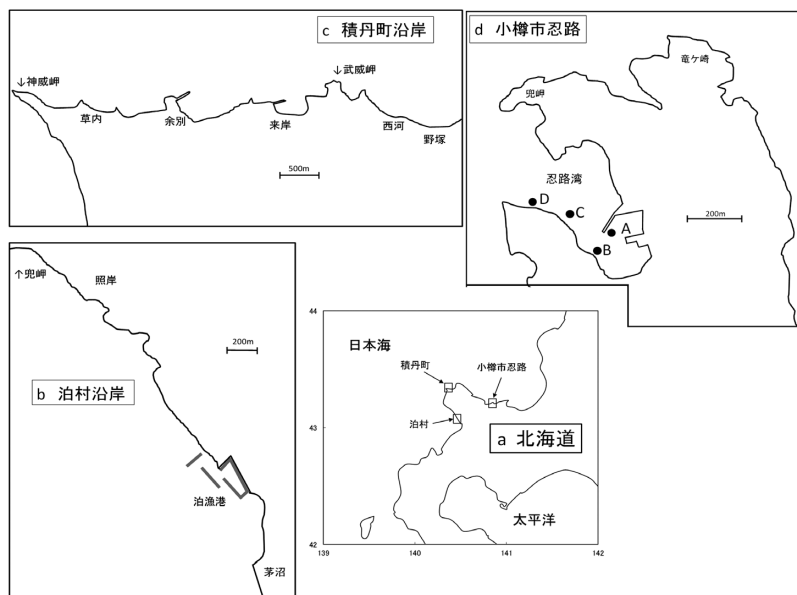 c 積丹町沿岸
↓神威岬
↓武威岬
草内
余別
来岸
西河
野塚
500m
d 小樽市忍路
竜ケ崎
兜岬
忍路湾
D
C
A
B
200m
↑兜岬
照岸
200m
b 泊村沿岸
泊漁港
茅沼
44
日本海
積丹町
小樽市忍路
泊村
43
a 北海道
太平洋
42
139
140
141
142